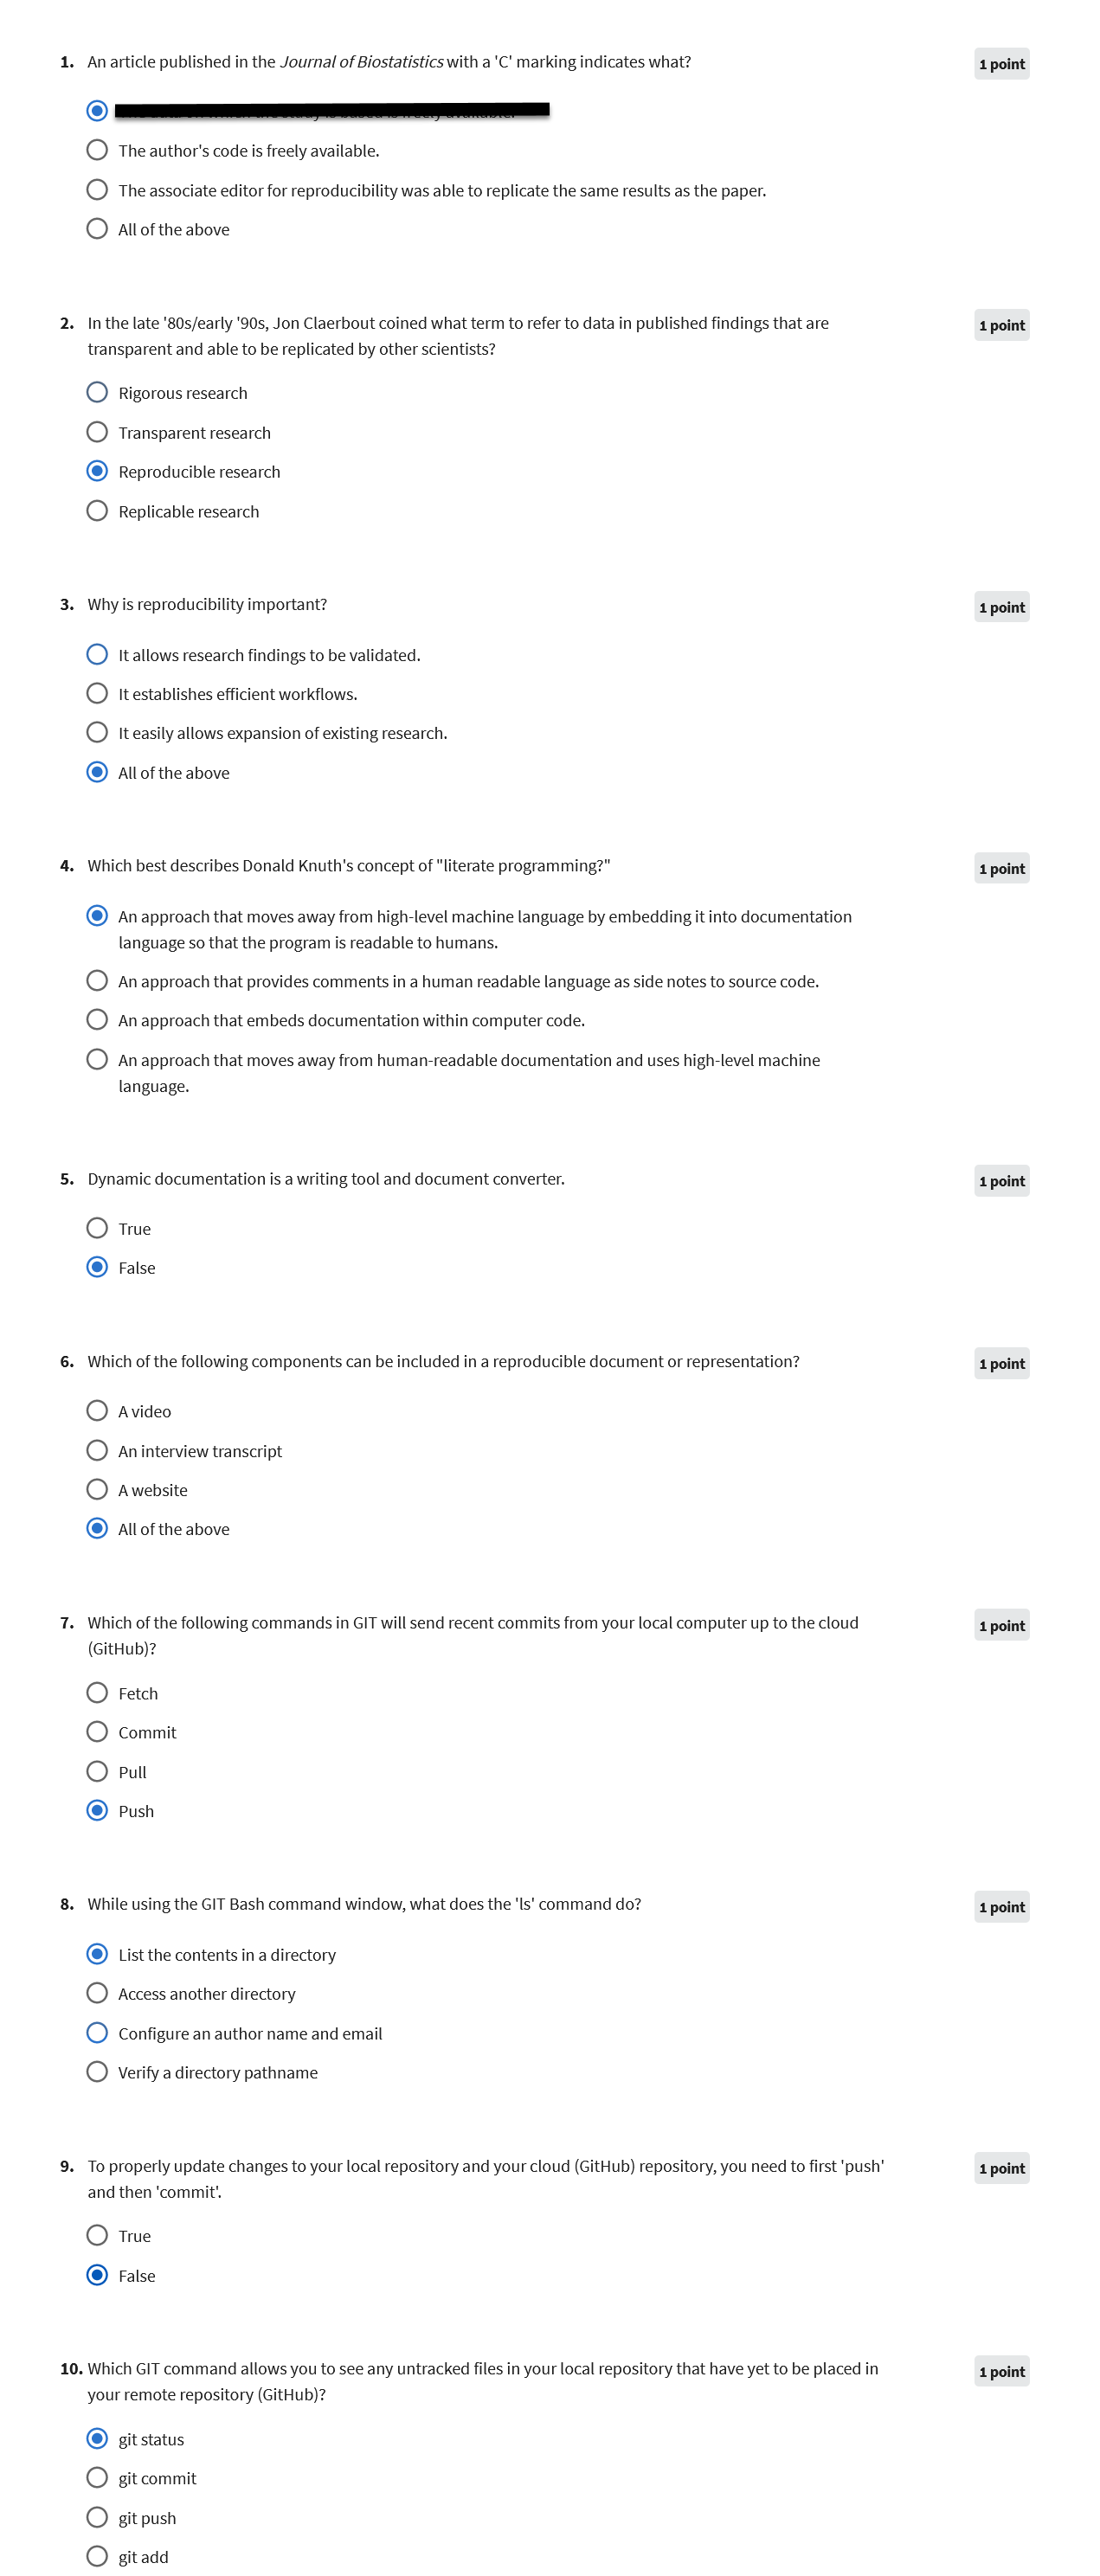 1. An article published in the Journal of Biostatistics with a 'C' marking indicates what?
1 point
The author's code is freely available.
The associate editor for reproducibility was able to replicate the same results as the paper.
All of the above
2. In the late '80s/early '90s, Jon Claerbout coined what term to refer to data in published findings that are
1 point
transparent and able to be replicated by other scientists?
Rigorous research
Transparent research
Reproducible research
Replicable research
3. Why is reproducibility important?
1 point
It allows research findings to be validated.
It establishes efficient workflows.
It easily allows expansion of existing research.
All of the above
4. Which best describes Donald Knuth's concept of "literate programming?"
1 point
An approach that moves away from high-level machine language by embedding it into documentation
language so that the program is readable to humans.
An approach that provides comments in a human readable language as side notes to source code.
An approach that embeds documentation within computer code.
An approach that moves away from human-readable documentation and uses high-level machine
language.
5. Dynamic documentation is a writing tool and document converter.
1 point
True
False
6. Which of the following components can be included in a reproducible document or representation?
1 point
A video
An interview transcript
A website
All of the above
7. Which of the following commands in GIT will send recent commits from your local computer up to the cloud
1 point
(GitHub)?
Fetch
Commit
Pull
Push
8. While using the GIT Bash command window, what does the 'ls' command do?
1 point
List the contents in a directory
Access another directory
Configure an author name and email
Verify a directory pathname
9. To properly update changes to your local repository and your cloud (GitHub) repository, you need to first 'push'
1 point
and then 'commit'.
True
False
10. Which GIT command allows you to see any untracked files in your local repository that have yet to be placed in
1 point
your remote repository (GitHub)?
git status
git commit
git push
git add